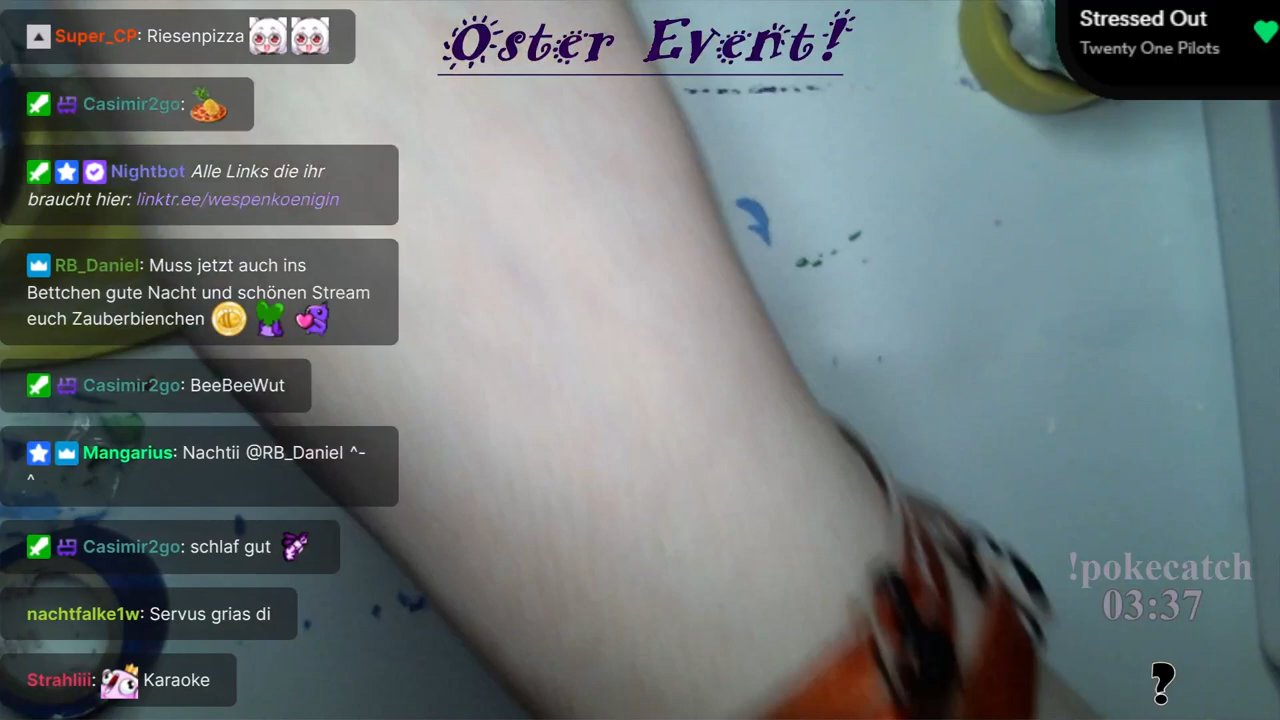 Super_CP: Riesenpizza
Casimir2go:
Nightbot Alle Links die ihr
braucht hier: linktr.ee/wespenkoenigin
RB_Daniel: Muss jetzt auch ins
Bettchen gute Nacht und schönen Stream
euch Zauberbienchen
Casimir2go: BeeBeeWut
Mangarius: Nachtii @RB_Daniel ^-
^
Casimir2go: schlaf gut
nachtfalke1w: Servus grias di
Strahliii: Karaoke
Oster Event!
Stressed Out
Twenty One Pilots
!pokecatch
03:37
?